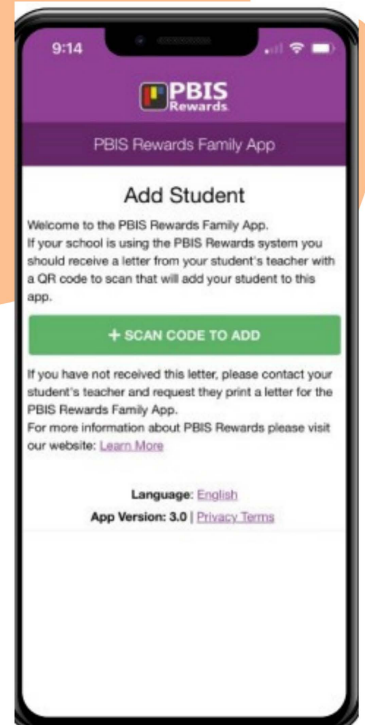 9:14
PBIS
Rewards
PBIS Rewards Family App
Add Student
Welcome to the PBIS Rewards Family App.
If your school is using the PBIS Rewards system you
should receive a letter from your student's teacher with
a QR code to scan that will add your student to this
app.
+ SCAN CODE TO ADD
If you have not received this letter, please contact your
student's teacher and request they print a letter for the
PBIS Rewards Family App.
For more information about PBIS Rewards please visit
our website: Learn More
Language: English
App Version: 3.0 | Privacy Terms